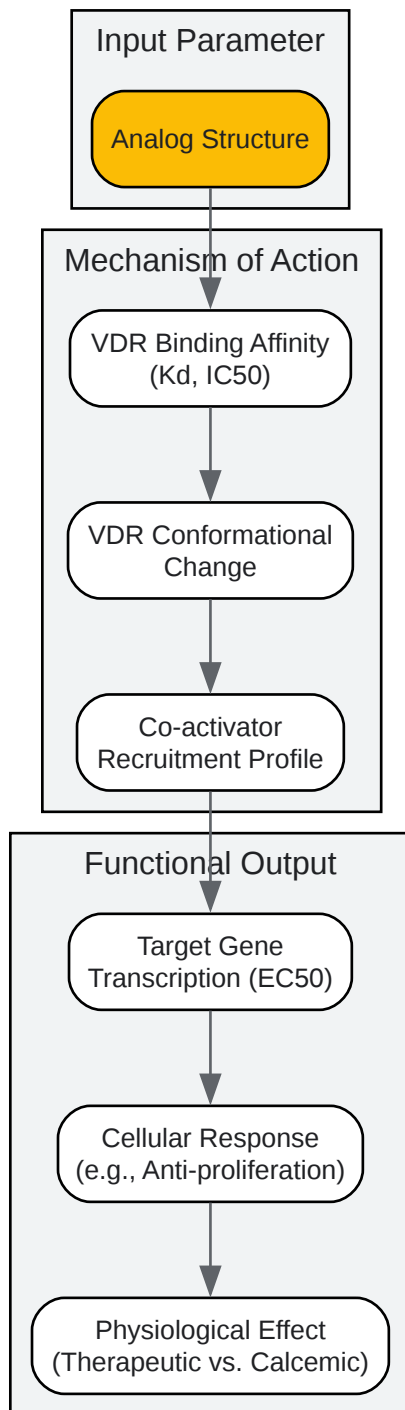 Input Parameter
Analog Structure
Mechanism of Action
VDR Binding Affinity
(Kd, IC50)
VDR Conformational
Change
Co-activator
Recruitment Profile
Functional Output
Target Gene
Transcription (EC50)
Cellular Response
(e.g., Anti-proliferation)
Physiological Effect
(Therapeutic vs. Calcemic)